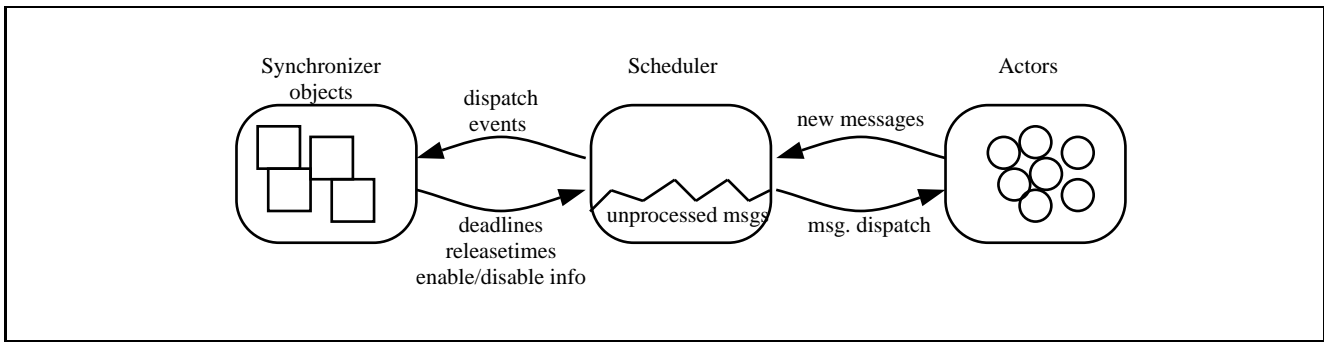 Synchronizer
objects
Scheduler
Actors
dispatch
events
new messages
unprocessed msgs
deadlines
releasetimes
enable/disable info
msg. dispatch